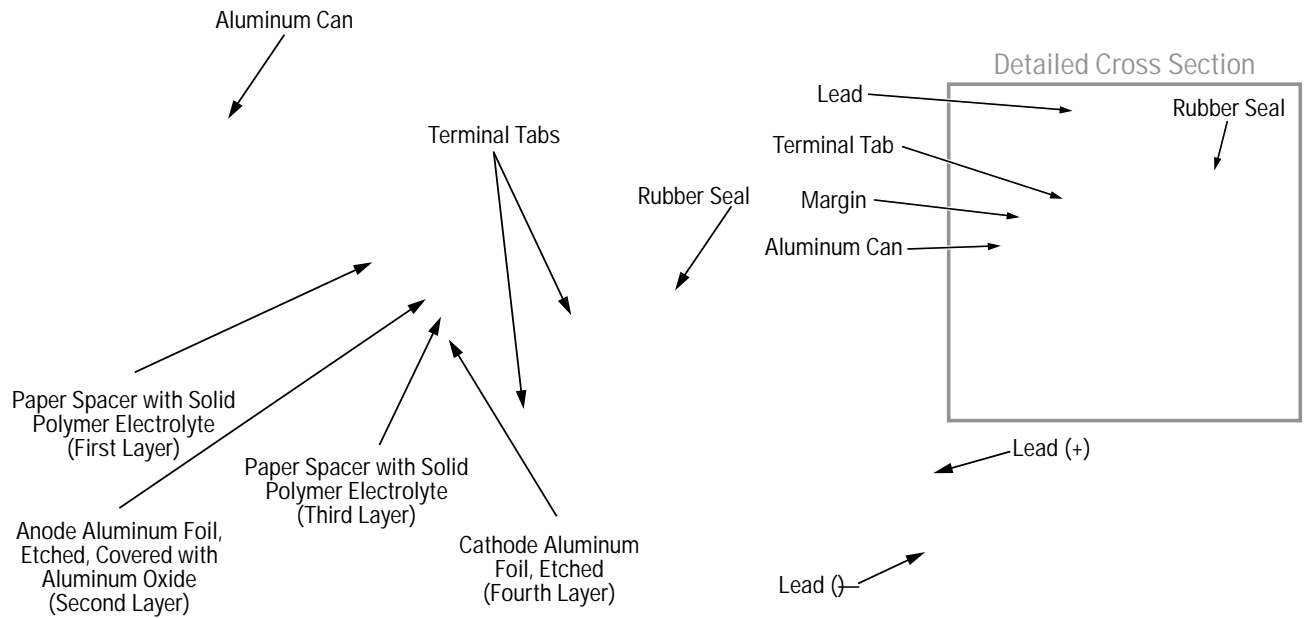 Aluminum Can
Detailed Cross Section
Lead
Rubber Seal
Terminal Tabs
Terminal Tab
Rubber Seal
Margin
Aluminum Can
Paper Spacer with Solid
Polymer Electrolyte
(First Layer)
Lead (+)
Paper Spacer with Solid
Polymer Electrolyte
(Third Layer)
Anode Aluminum Foil,
Etched, Covered with
Aluminum Oxide
(Second Layer)
Cathode Aluminum
Foil, Etched
(Fourth Layer)
Lead (-)